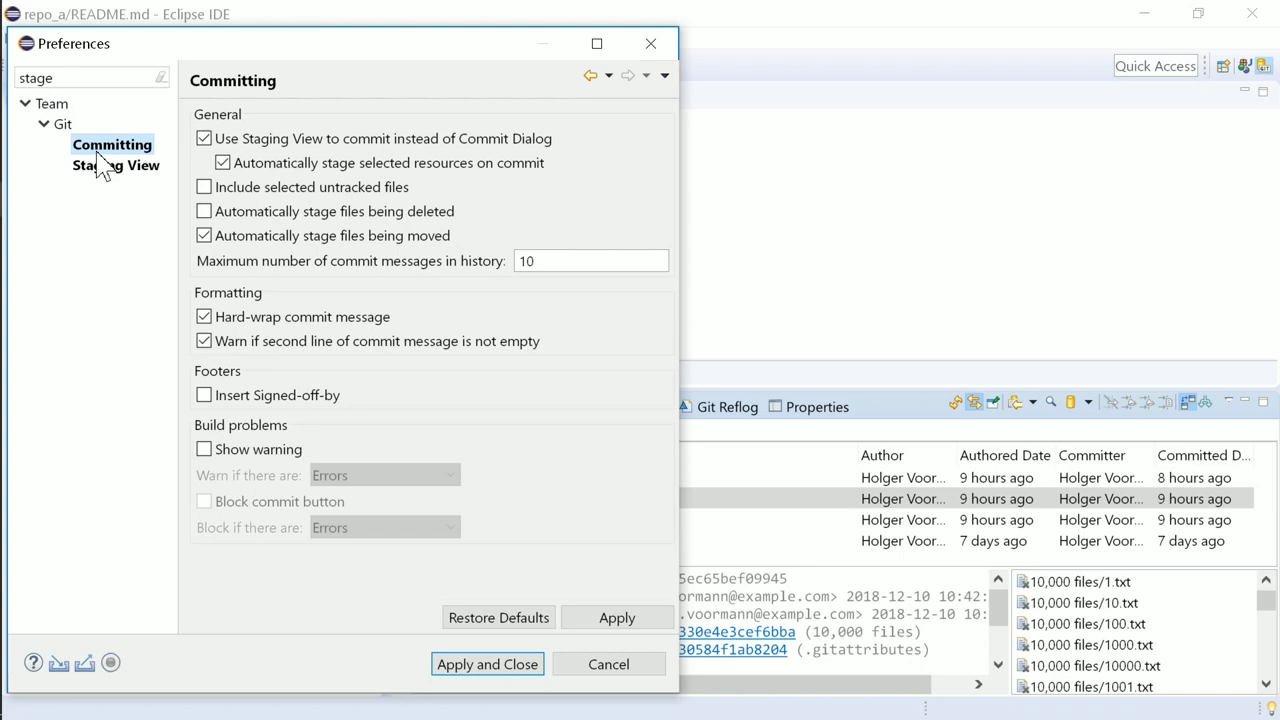 repo_a/README.md - Eclipse IDE
Preferences
stage
Team
Git
Committing
Staging View
Committing
General
Use Staging View to commit instead of Commit Dialog
Automatically stage selected resources on commit
Include selected untracked files
Automatically stage files being deleted
Automatically stage files being moved
Maximum number of commit messages in history: 10
Formatting
Hard-wrap commit message
Warn if second line of commit message is not empty
Footers
Insert Signed-off-by
Build problems
Show warning
Warn if there are: Errors
Block commit button
Block if there are: Errors
Restore Defaults Apply
Apply and Close Cancel
Quick Access
Git Reflog Properties
Author Authored Date Committer Committed D...
Holger Voor... 9 hours ago Holger Voor... 8 hours ago
Holger Voor... 9 hours ago Holger Voor... 9 hours ago
Holger Voor... 9 hours ago Holger Voor... 9 hours ago
Holger Voor... 7 days ago Holger Voor... 7 days ago
5ec65bef09945
ormann@example.com> 2018-12-10 10:42:
.voormann@example.com> 2018-12-10 10:
330e4e3cef6bba (10,000 files)
30584f1ab8204 (.gitattributes)
10,000 files/1.txt
10,000 files/10.txt
10,000 files/100.txt
10,000 files/1000.txt
10,000 files/10000.txt
10,000 files/1001.txt